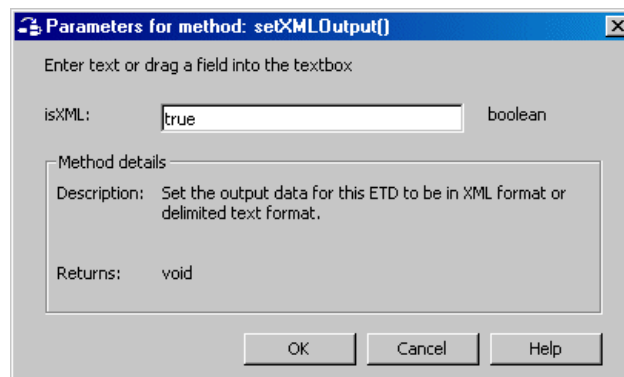 Parameters for method: setXMLOutput()
Enter text or drag a field into the textbox
isXML: true boolean
Method details
Description: Set the output data for this ETD to be in XML format or
delimited text format.
Returns: void
OK Cancel Help